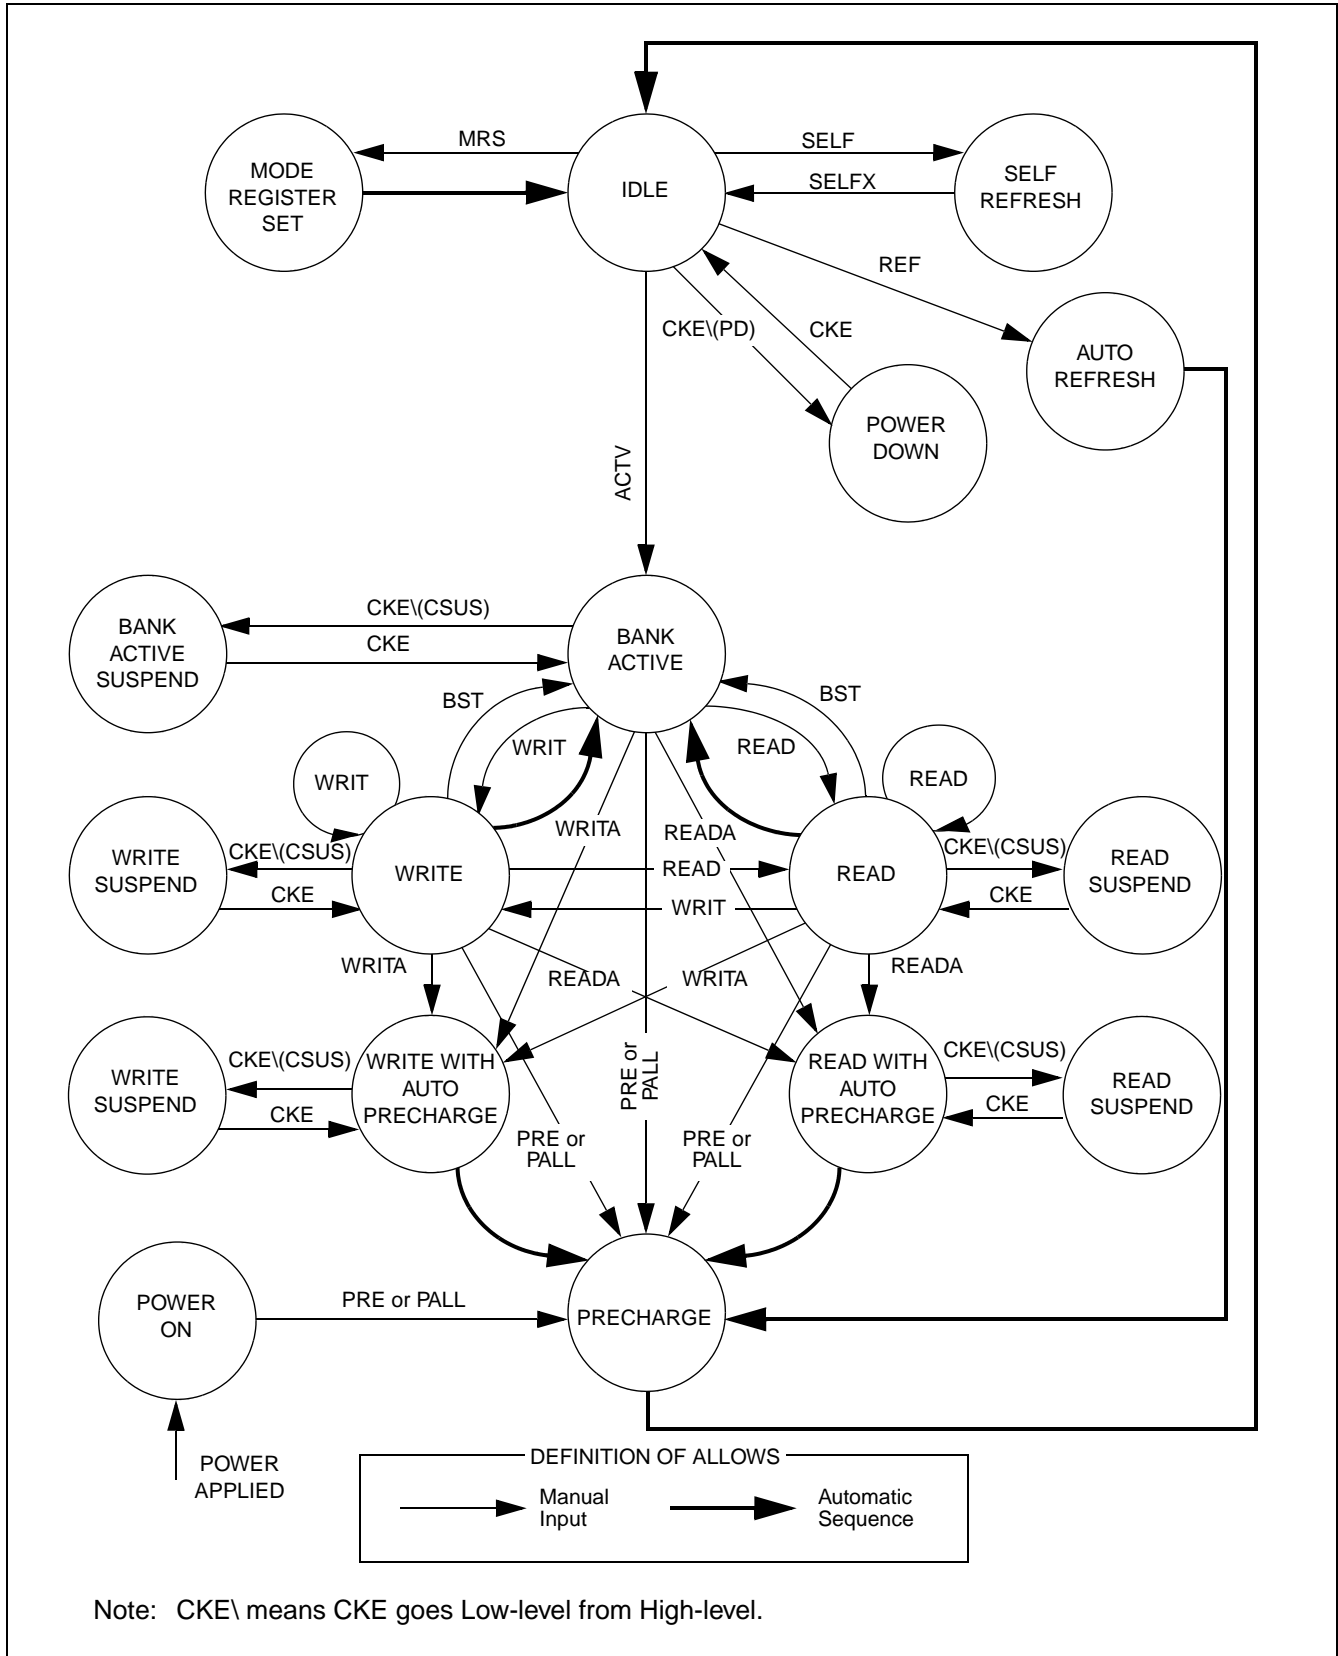 MRS
SELF
MODE
REGISTER
SET
IDLE
SELFX
SELF
REFRESH
REF
CKE\(PD)
CKE
AUTO
REFRESH
POWER
DOWN
ACTV
CKE\(CSUS)
BANK
ACTIVE
SUSPEND
CKE
BANK
ACTIVE
BST
BST
WRIT
READ
WRIT
READ
WRITA
READA
WRITE
SUSPEND
CKE\(CSUS)
CKE
WRITE
READ
WRIT
READ
CKE\(CSUS)
CKE
READ
SUSPEND
WRITA
READA
WRITA
READA
WRITE
SUSPEND
CKE\(CSUS)
CKE
WRITE WITH
AUTO
PRECHARGE
PRE or
PALL
READ WITH
AUTO
PRECHARGE
CKE\(CSUS)
CKE
READ
SUSPEND
PRE or
PALL
PRE or
PALL
POWER
ON
PRE or PALL
PRECHARGE
POWER
APPLIED
DEFINITION OF ALLOWS
Manual
Input
Automatic
Sequence
Note: CKE\ means CKE goes Low-level from High-level.